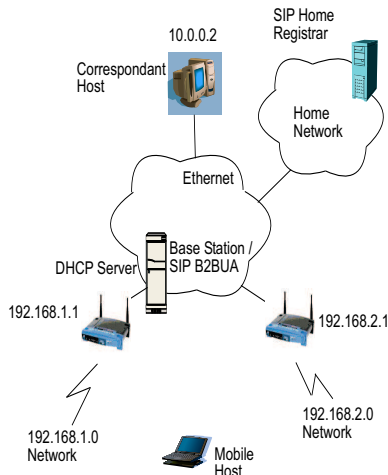 SIP Home
Registrar
10.0.0.2
Correspondant
Host
Home
Network
Ethernet
Base Station /
SIP B2BUA
DHCP Server
192.168.1.1
192.168.2.1
192.168.1.0
Network
192.168.2.0
Network
Mobile
Host